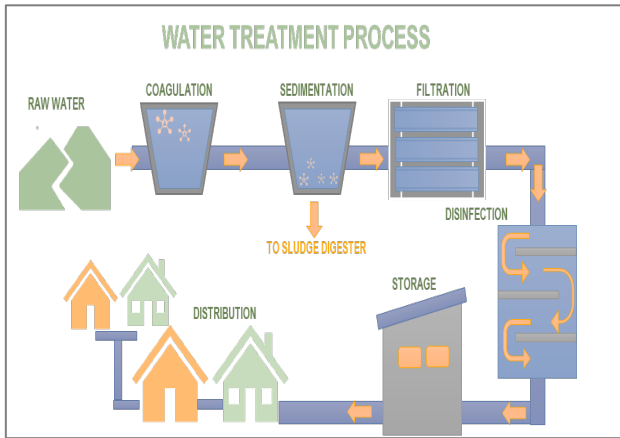 WATER TREATMENT PROCESS
COAGULATION
SEDIMENTATION
FILTRATION
RAW WATER
DISINFECTION
TO SLUDGE DIGESTER
STORAGE
DISTRIBUTION